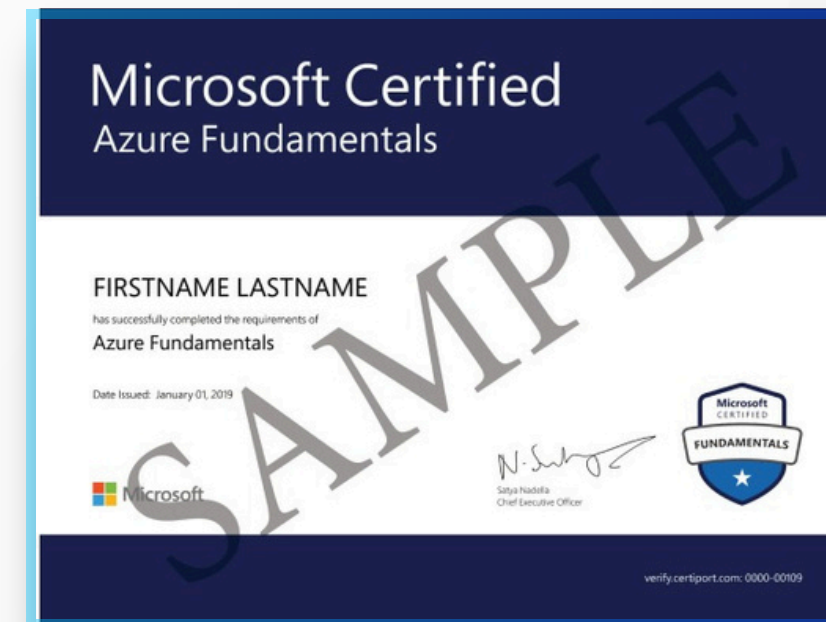 Microsoft Certified
Azure Fundamentals
FIRSTNAME LASTNAME
has successfully completed the requirements of
Azure Fundamentals
Date Issued: January 01, 2019
SAMPLE
Microsoft
CERTIFIED
FUNDAMENTALS
N. Satya
Microsoft
Satya Nadella
Chief Executive Officer
verify.certiport.com: 0000-00109